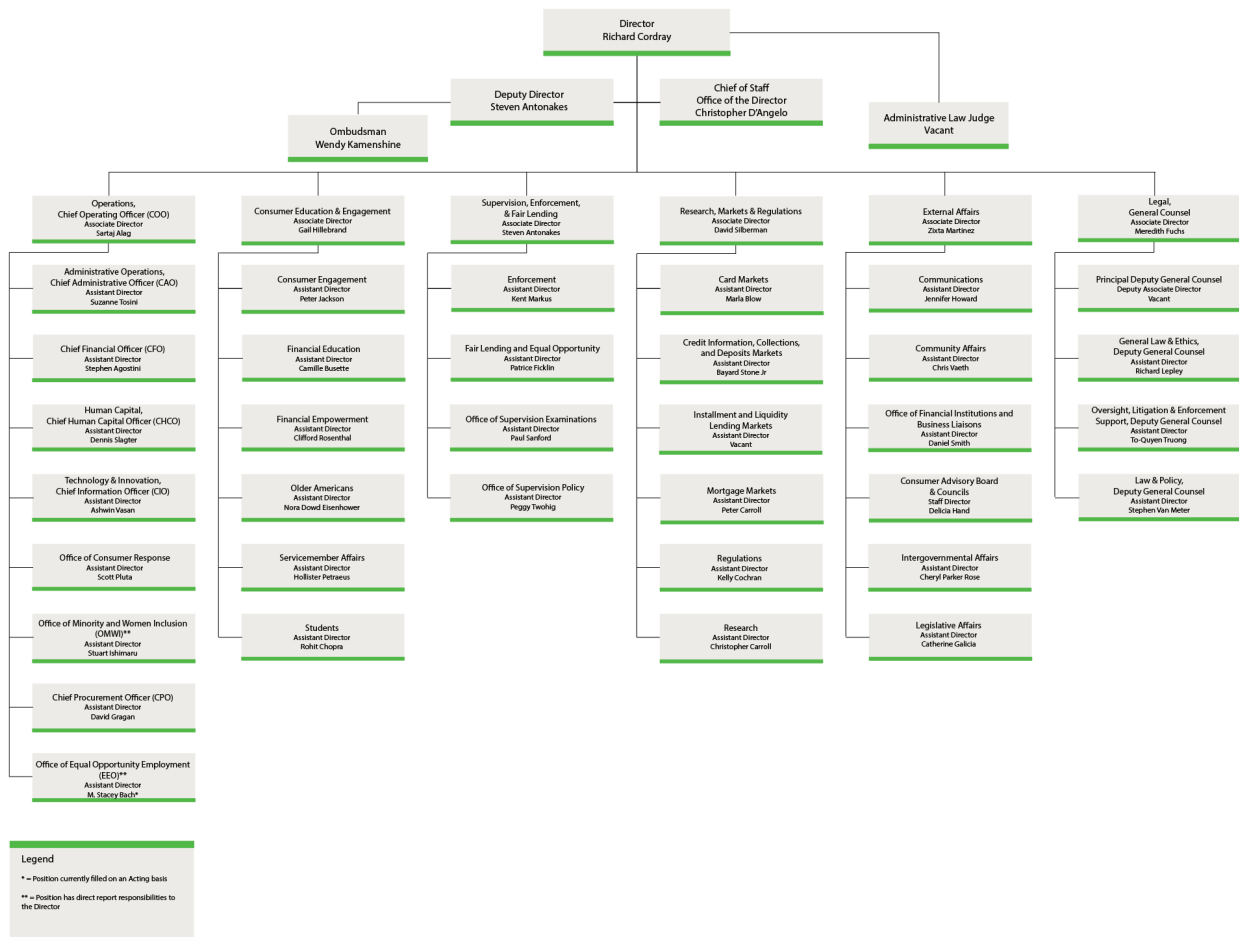 Director
Richard Cordray
Deputy Director
Steven Antonakes
Chief of Staff
Office of the Director
Christopher D'Angelo
Ombudsman
Wendy Kamenshine
Administrative Law Judge
Vacant
Operations,
Chief Operating Officer (COO)
Associate Director
Sartaj Alag
Administrative Operations,
Chief Administrative Officer (CAO)
Assistant Director
Suzanne Tosini
Chief Financial Officer (CFO)
Assistant Director
Stephen Agostini
Human Capital,
Chief Human Capital Officer (CHCO)
Assistant Director
Dennis Slagter
Technology & Innovation,
Chief Information Officer (CIO)
Assistant Director
Ashwin Vasan
Office of Consumer Response
Assistant Director
Scott Pluta
Office of Minority and Women Inclusion
(OMWI)**
Assistant Director
Stuart Ishimaru
Chief Procurement Officer (CPO)
Assistant Director
David Gragan
Office of Equal Opportunity Employment
(EEO)**
Assistant Director
M. Stacey Bach*
Consumer Education & Engagement
Associate Director
Gail Hillebrand
Consumer Engagement
Assistant Director
Peter Jackson
Financial Education
Assistant Director
Camille Busette
Financial Empowerment
Assistant Director
Clifford Rosenthal
Older Americans
Assistant Director
Nora Dowd Eisenhower
Servicemember Affairs
Assistant Director
Hollister Petraeus
Students
Assistant Director
Rohit Chopra
Supervision, Enforcement,
& Fair Lending
Associate Director
Steven Antonakes
Enforcement
Assistant Director
Kent Markus
Fair Lending and Equal Opportunity
Assistant Director
Patrice Ficklin
Office of Supervision Examinations
Assistant Director
Paul Sanford
Office of Supervision Policy
Assistant Director
Peggy Twohig
Research, Markets & Regulations
Associate Director
David Silberman
Card Markets
Assistant Director
Marla Blow
Credit Information, Collections,
and Deposits Markets
Assistant Director
Bayard Stone Jr
Installment and Liquidity
Lending Markets
Assistant Director
Vacant
Mortgage Markets
Assistant Director
Peter Carroll
Regulations
Assistant Director
Kelly Cochran
Research
Assistant Director
Christopher Carroll
External Affairs
Associate Director
Zixta Martinez
Communications
Assistant Director
Jennifer Howard
Community Affairs
Assistant Director
Chris Vaeth
Office of Financial Institutions and
Business Liaisons
Assistant Director
Daniel Smith
Consumer Advisory Board
& Councils
Staff Director
Delicia Hand
Intergovernmental Affairs
Assistant Director
Cheryl Parker Rose
Legislative Affairs
Assistant Director
Catherine Galicia
Legal,
General Counsel
Associate Director
Meredith Fuchs
Principal Deputy General Counsel
Deputy Associate Director
Vacant
General Law & Ethics,
Deputy General Counsel
Assistant Director
Richard Lepley
Oversight, Litigation & Enforcement
Support, Deputy General Counsel
Assistant Director
To-Quyen Truong
Law & Policy,
Deputy General Counsel
Assistant Director
Stephen Van Meter
Legend
* = Position currently filled on an Acting basis
** = Position has direct report responsibilities to
the Director